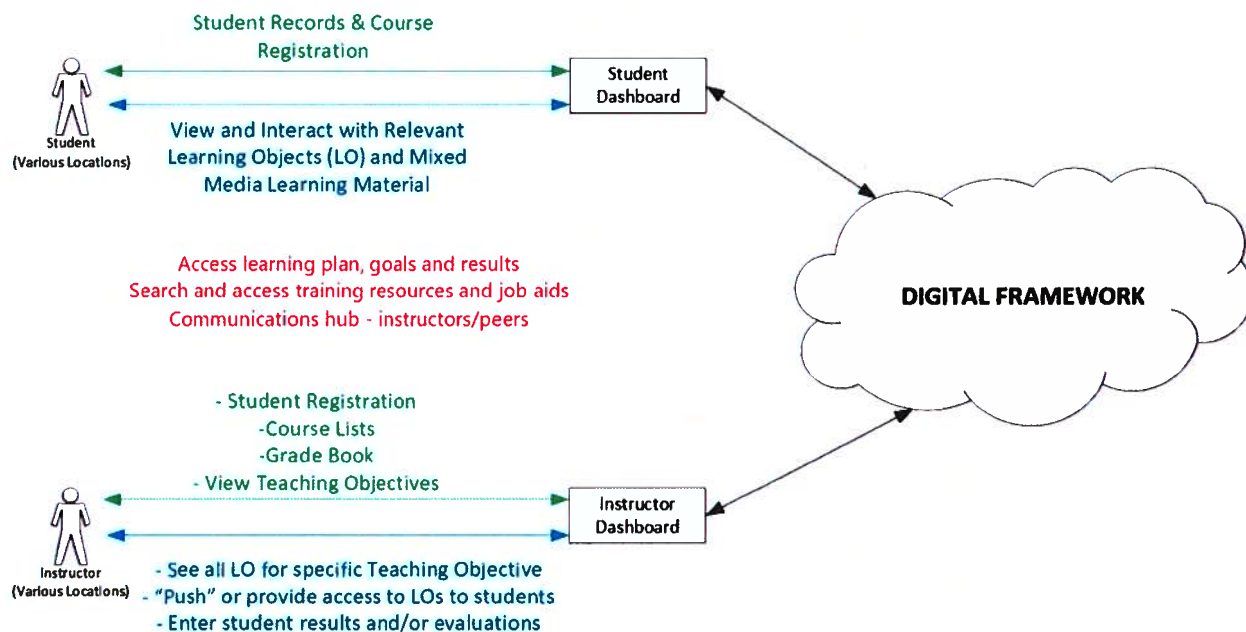 Student Records & Course
Registration
Student
Dashboard
Student
(Various Locations)
View and Interact with Relevant
Learning Objects (LO) and Mixed
Media Learning Material
Access learning plan, goals and results
Search and access training resources and job aids
Communications hub - instructors/peers
DIGITAL FRAMEWORK
- Student Registration
-Course Lists
-Grade Book
- View Teaching Objectives
Instructor
Dashboard
Instructor
(Various Locations)
- See all LO for specific Teaching Objective
- "Push" or provide access to LOs to students
- Enter student results and/or evaluations